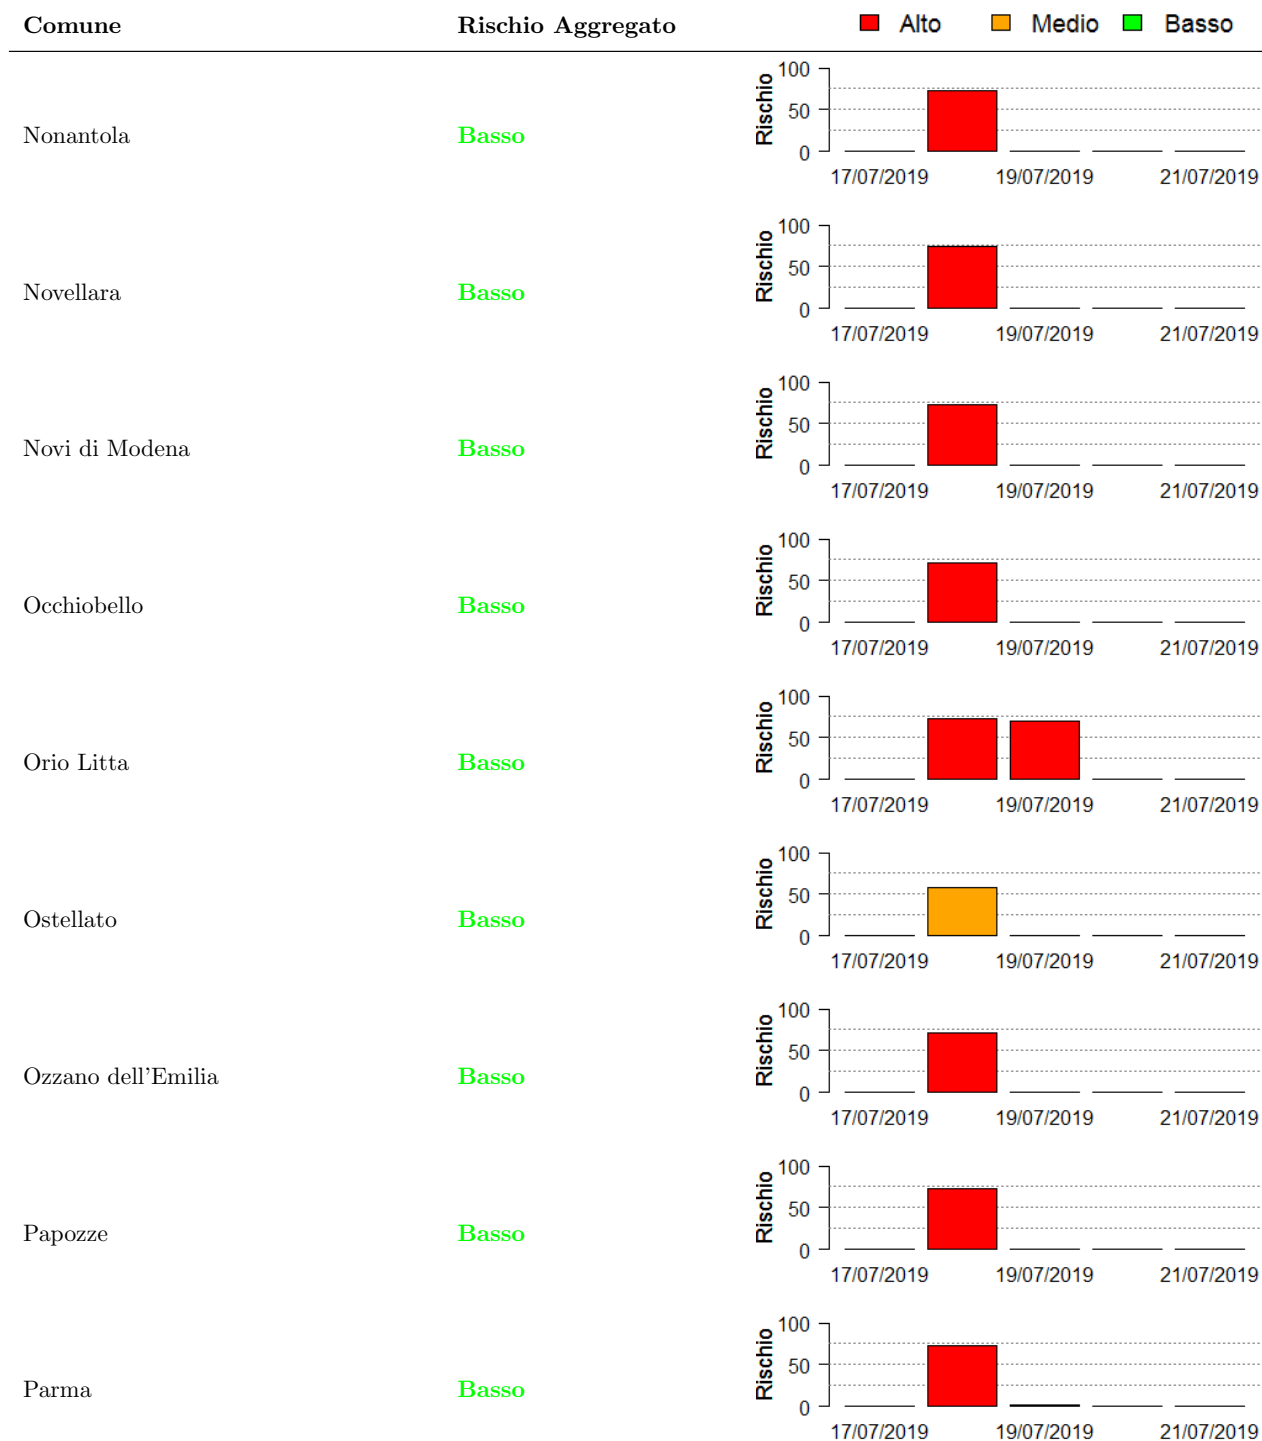 Comune Rischio Aggregato Alto Medio Basso
Nonantola Basso Rischio 100 50 0
17/07/2019 19/07/2019 21/07/2019
Novellara Basso Rischio 100 50 0
17/07/2019 19/07/2019 21/07/2019
Novi di Modena Basso Rischio 100 50 0
17/07/2019 19/07/2019 21/07/2019
Occhiobello Basso Rischio 100 50 0
17/07/2019 19/07/2019 21/07/2019
Orio Litta Basso Rischio 100 50 0
17/07/2019 19/07/2019 21/07/2019
Ostellato Basso Rischio 100 50 0
17/07/2019 19/07/2019 21/07/2019
Ozzano dell'Emilia Basso Rischio 100 50 0
17/07/2019 19/07/2019 21/07/2019
Papozze Basso Rischio 100 50 0
17/07/2019 19/07/2019 21/07/2019
Parma Basso Rischio 100 50 0
17/07/2019 19/07/2019 21/07/2019